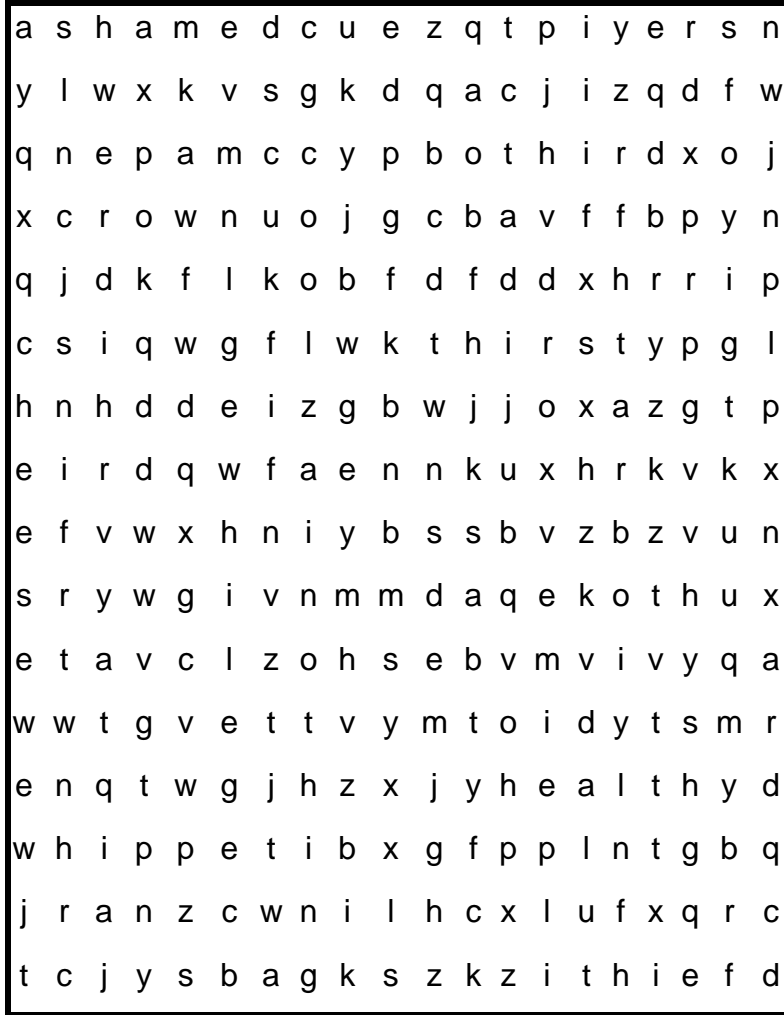 a s h a m e d c u e z q t p i y e r s n
y l w x k v s g k d q a c j i z q d f w
q n e p a m c c y p b o t h i r d x o j
x c r o w n u o j g c b a v f f b p y n
q j d k f l k o b f d f d d x h r r i p
c s i q w g f l w k t h i r s t y p g l
h n h d d e i z g b w j j o x a z g t p
e i r d q w f a e n n k u x h r k v k x
e f v w x h n i y b s s b v z b z v u n
s r y w g i v n m m d a q e k o t h u x
e t a v c l z o h s e b v m v i v y q a
w w t g v e t t v y m t o i d y t s m r
e n q t w g j h z x j y h e a l t h y d
w h i p p e t i b x g f p p l n t g b q
j r a n z c w n i l h c x l u f x q r c
t c j y s b a g k s z k z i t h i e f d